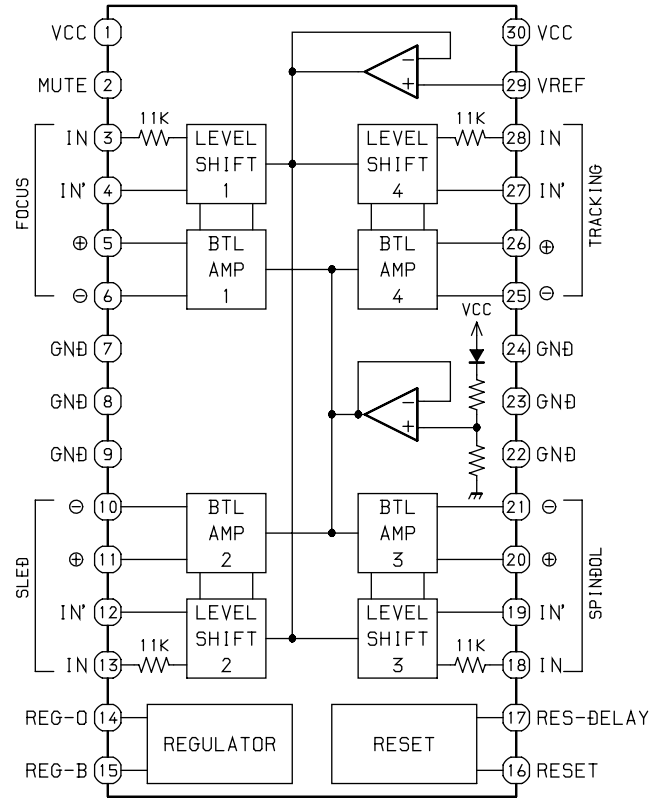 VCC 1 30 VCC
MUTE 2 29 VREF
− +
FOCUS
IN 3 11K LEVEL SHIFT 1
IN' 4
⊕ 5 BTL AMP 1
⊖ 6
LEVEL SHIFT 4 11K 28 IN
27 IN'
BTL AMP 4 26 ⊕
25 ⊖
TRACKING
VCC
GND 7 24 GND
GND 8 23 GND
− +
GND 9 22 GND
SLED
⊖ 10 BTL AMP 2
⊕ 11
IN' 12 LEVEL SHIFT 2
IN 13 11K
BTL AMP 3 21 ⊖
20 ⊕
LEVEL SHIFT 3 19 IN'
11K 18 IN
SPINDOL
REG-O 14 REGULATOR
REG-B 15
RESET 17 RES-DELAY
16 RESET